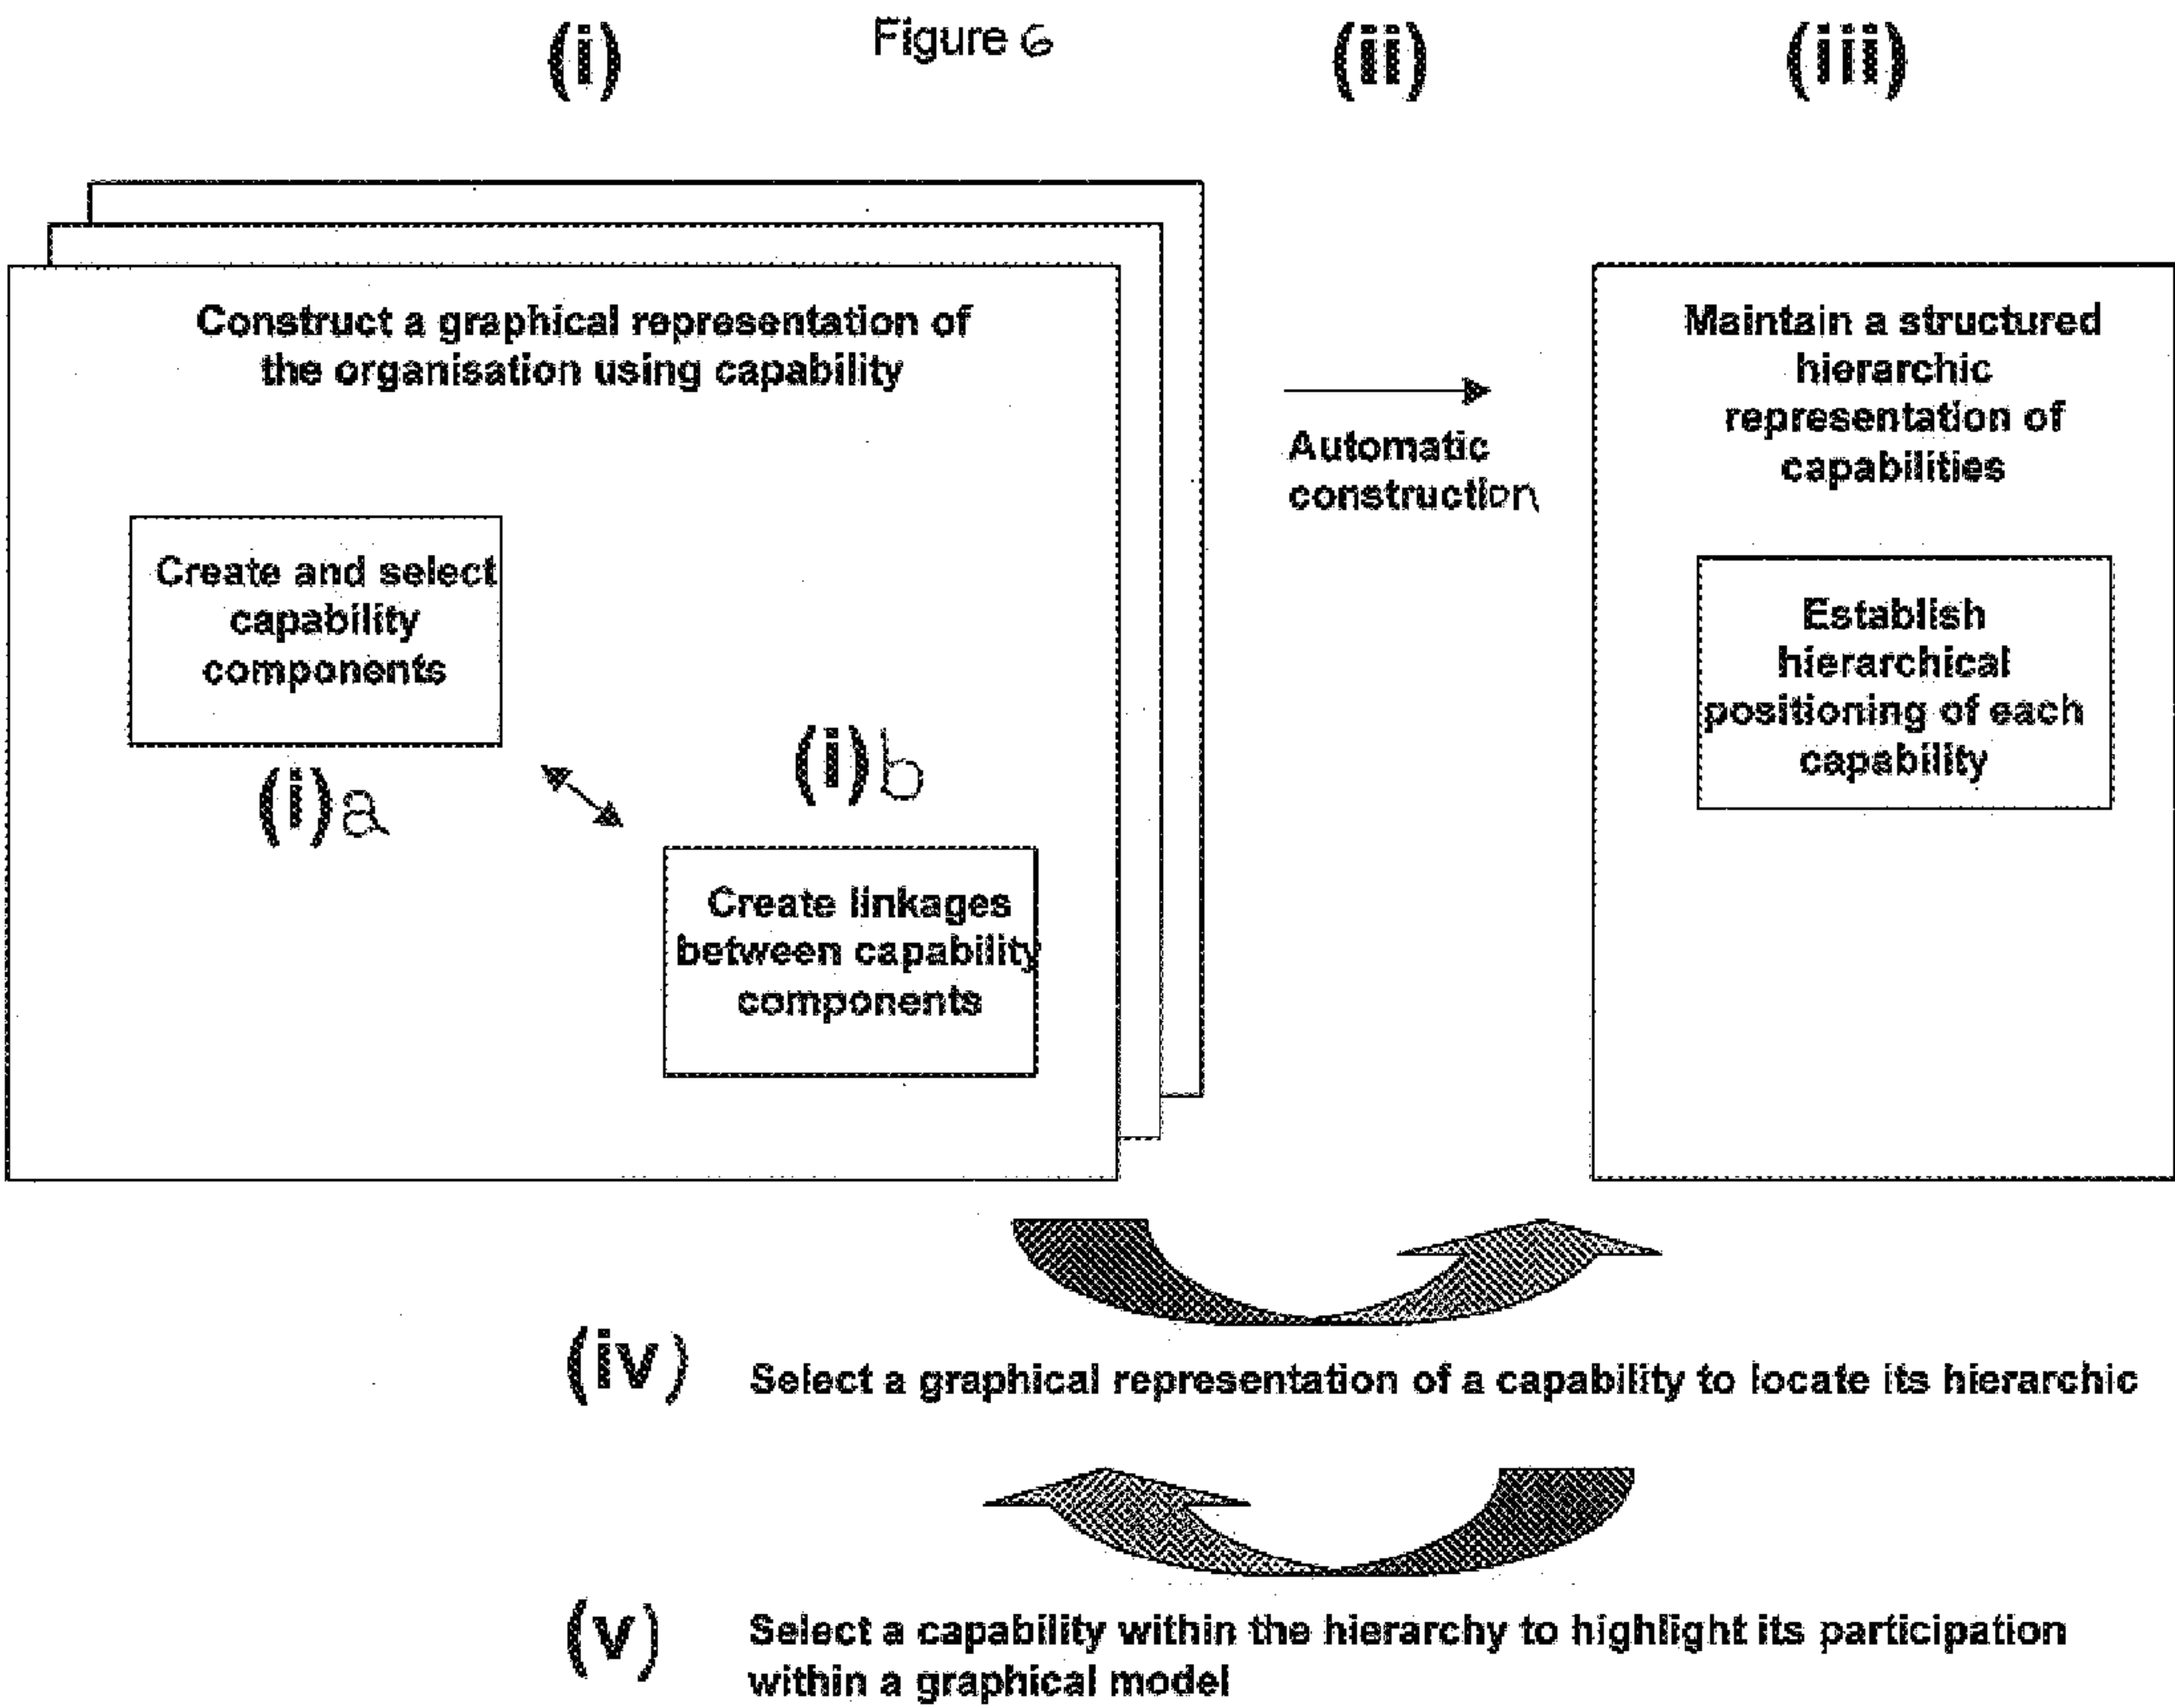 Figure 6
(i)
(ii)
(iii)
Construct a graphical representation of
the organisation using capability
Create and select
capability
components
(i)a
(i)b
Create linkages
between capability
components
Automatic
construction
Maintain a structured
hierarchic
representation of
capabilities
Establish
hierarchical
positioning of each
capability
(iv)
Select a graphical representation of a capability to locate its hierarchic
(v)
Select a capability within the hierarchy to highlight its participation
within a graphical model